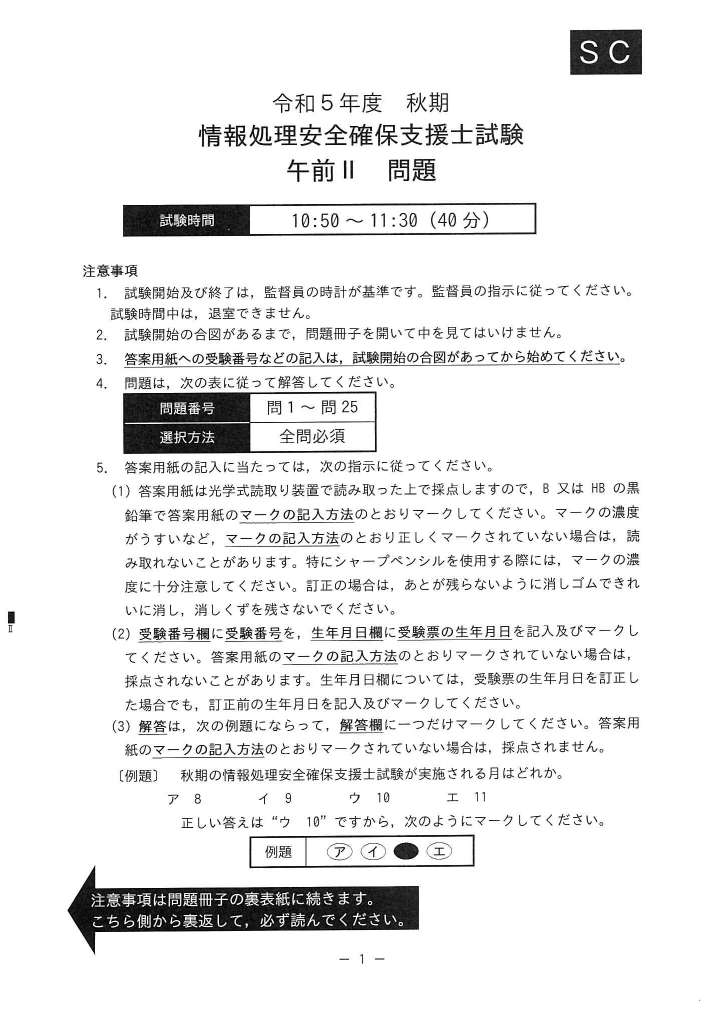 SC
令和5年度　秋期
情報処理安全確保支援士試験
午前Ⅱ　問題
試験時間　10:50 ～ 11:30（40 分）
注意事項
1.　試験開始及び終了は，監督員の時計が基準です。監督員の指示に従ってください。
試験時間中は，退室できません。
2.　試験開始の合図があるまで，問題冊子を開いて中を見てはいけません。
3.　答案用紙への受験番号などの記入は，試験開始の合図があってから始めてください。
4.　問題は，次の表に従って解答してください。
問題番号　問 1 ～ 問 25
選択方法　全問必須
5.　答案用紙の記入に当たっては，次の指示に従ってください。
(1) 答案用紙は光学式読取り装置で読み取った上で採点しますので，B 又は HB の黒
鉛筆で答案用紙のマークの記入方法のとおりマークしてください。マークの濃度
がうすいなど，マークの記入方法のとおり正しくマークされていない場合は，読
み取れないことがあります。特にシャープペンシルを使用する際には，マークの濃
度に十分注意してください。訂正の場合は，あとが残らないように消しゴムできれ
いに消し，消しくずを残さないでください。
(2) 受験番号欄に受験番号を，生年月日欄に受験票の生年月日を記入及びマークし
てください。答案用紙のマークの記入方法のとおりマークされていない場合は，
採点されないことがあります。生年月日欄については，受験票の生年月日を訂正し
た場合でも，訂正前の生年月日を記入及びマークしてください。
(3) 解答は，次の例題にならって，解答欄に一つだけマークしてください。答案用
紙のマークの記入方法のとおりマークされていない場合は，採点されません。
〔例題〕　秋期の情報処理安全確保支援士試験が実施される月はどれか。
ア　8　　イ　9　　ウ　10　　エ　11
正しい答えは“ウ　10”ですから，次のようにマークしてください。
例題　ア　イ　エ
注意事項は問題冊子の裏表紙に続きます。
こちら側から裏返して，必ず読んでください。
Ⅱ
－ 1 －